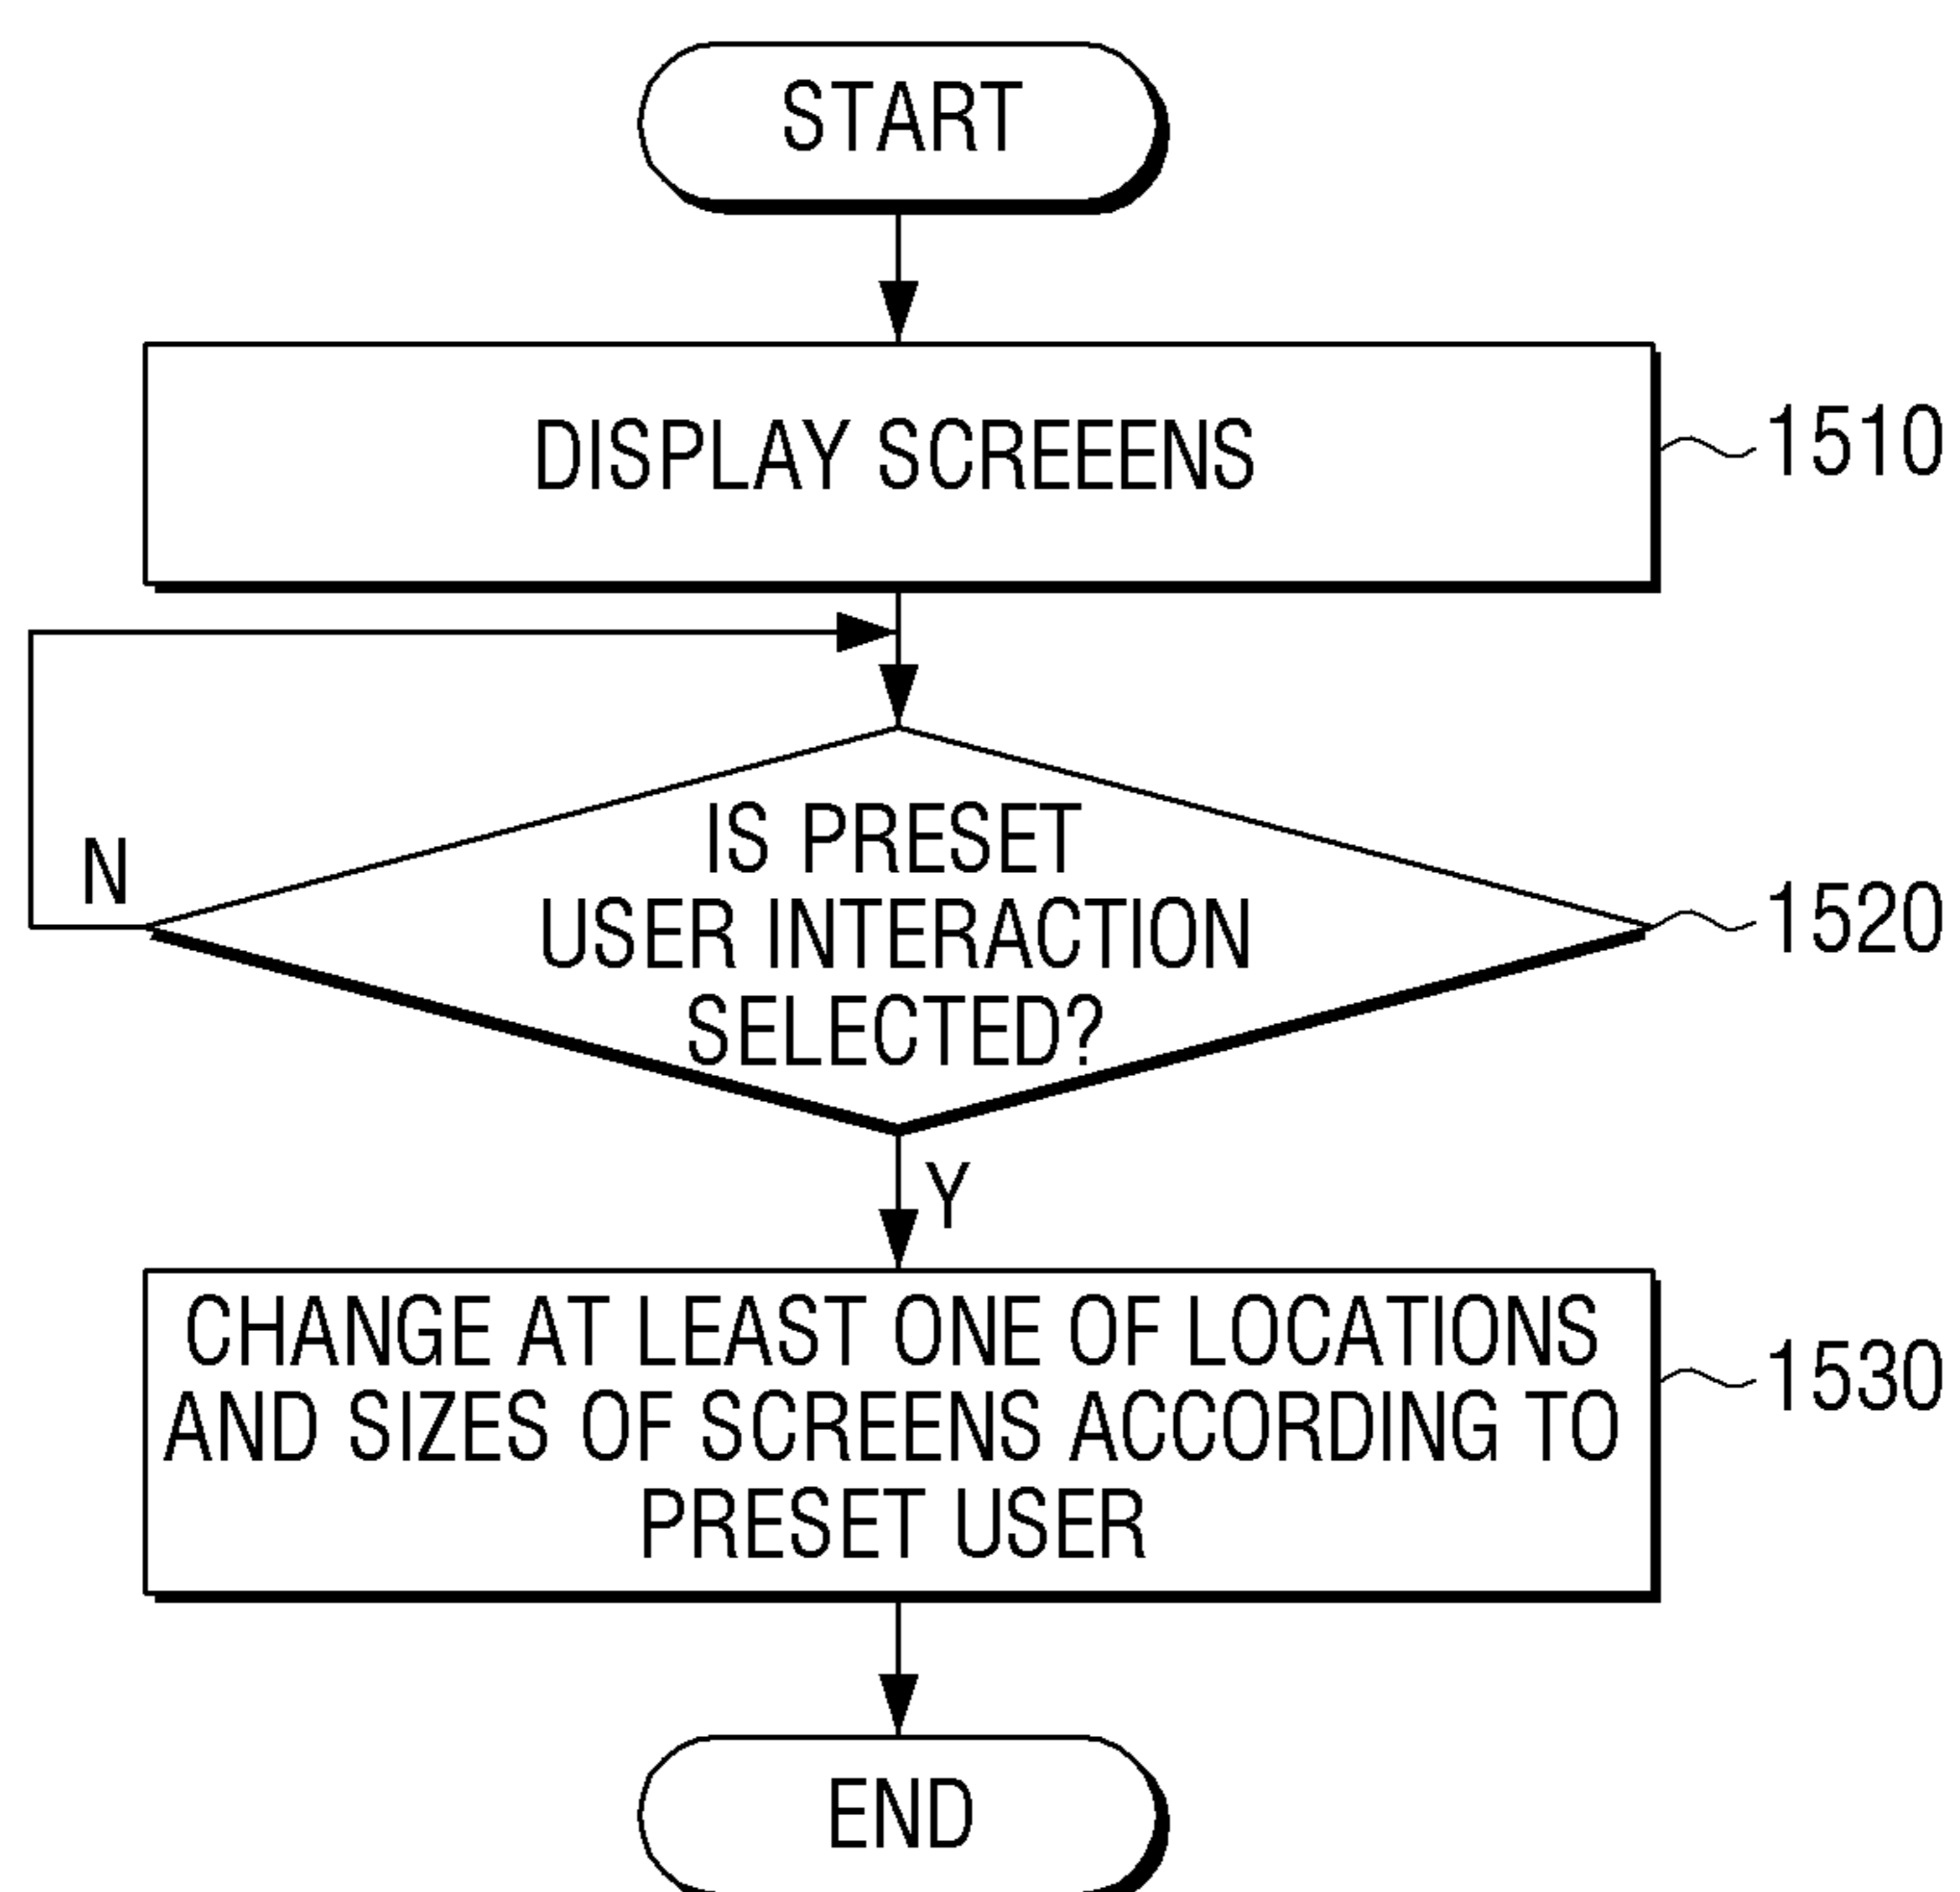 START
DISPLAY SCREEENS
1510
IS PRESET
USER INTERACTION
SELECTED?
1520
N
Y
CHANGE AT LEAST ONE OF LOCATIONS
AND SIZES OF SCREENS ACCORDING TO
PRESET USER
1530
END